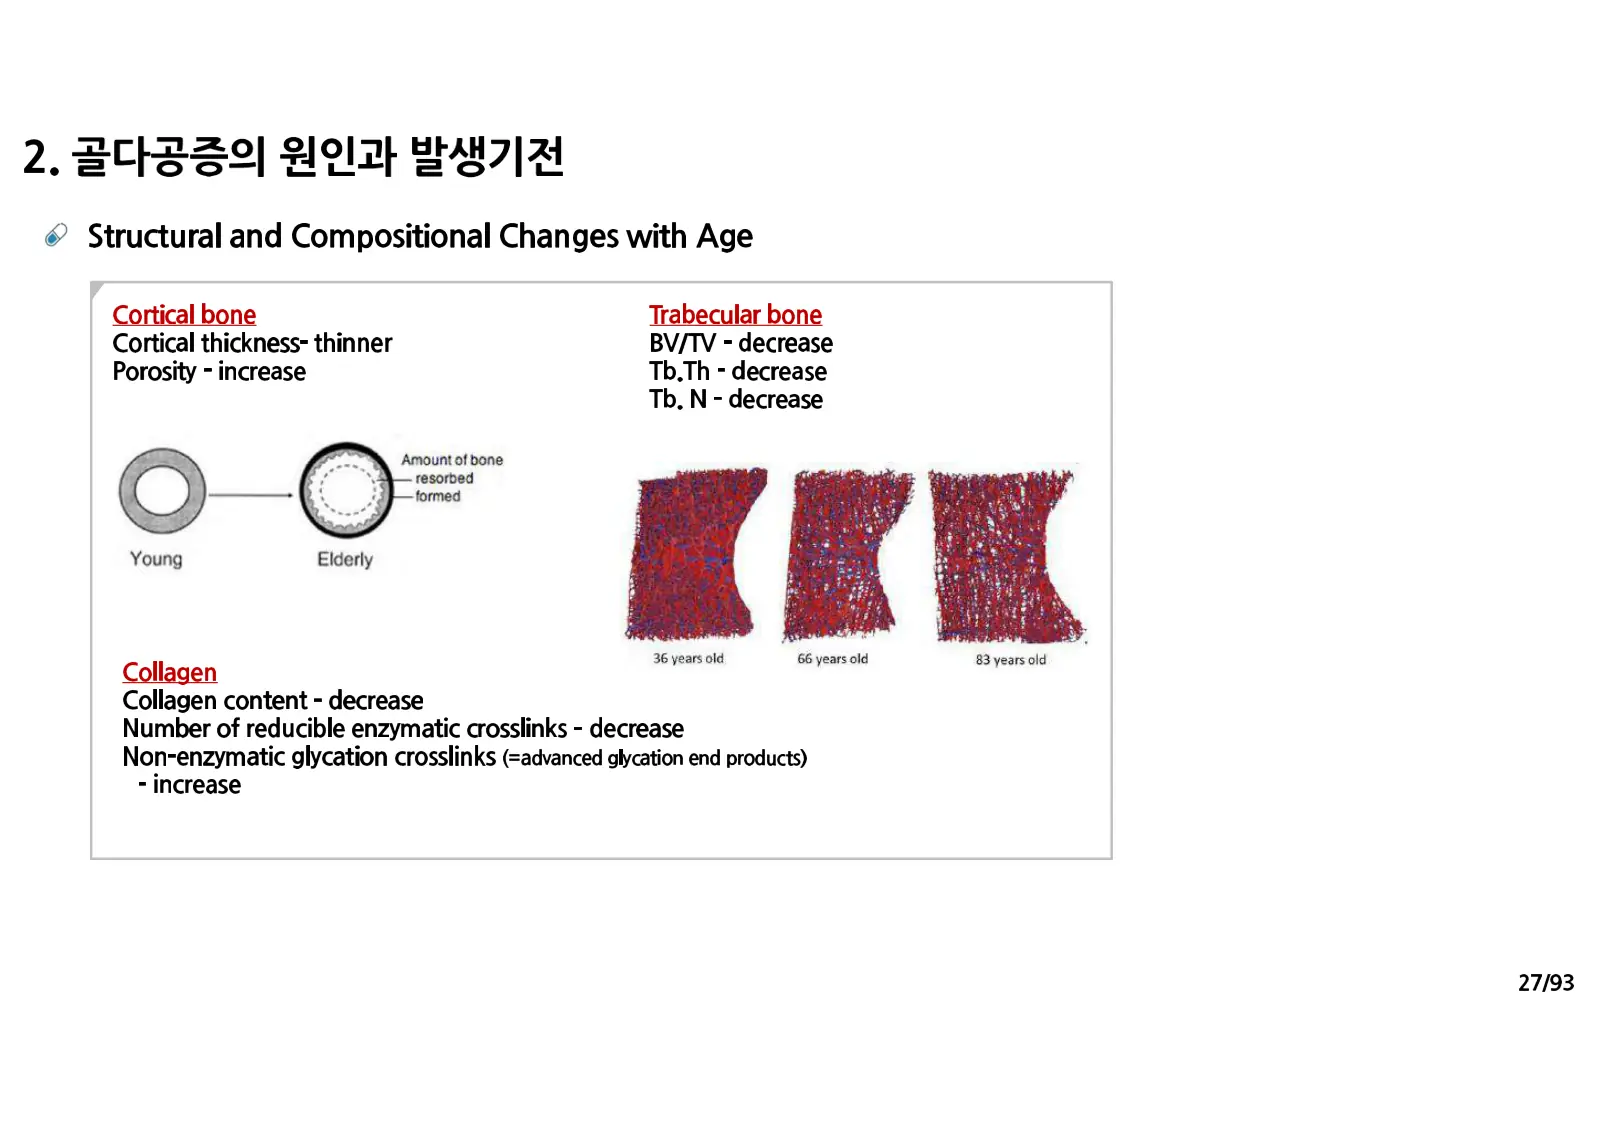 2. 골다공증의 원인과 발생기전
Structural and Compositional Changes with Age
Cortical bone
Cortical thickness- thinner
Porosity - increase
Trabecular bone
BV/TV - decrease
Tb.Th - decrease
Tb. N - decrease
Amount of bone
resorbed
formed
Young
Elderly
36 years old
66 years old
83 years old
Collagen
Collagen content - decrease
Number of reducible enzymatic crosslinks - decrease
Non-enzymatic glycation crosslinks (=advanced glycation end products)
- increase
27/93